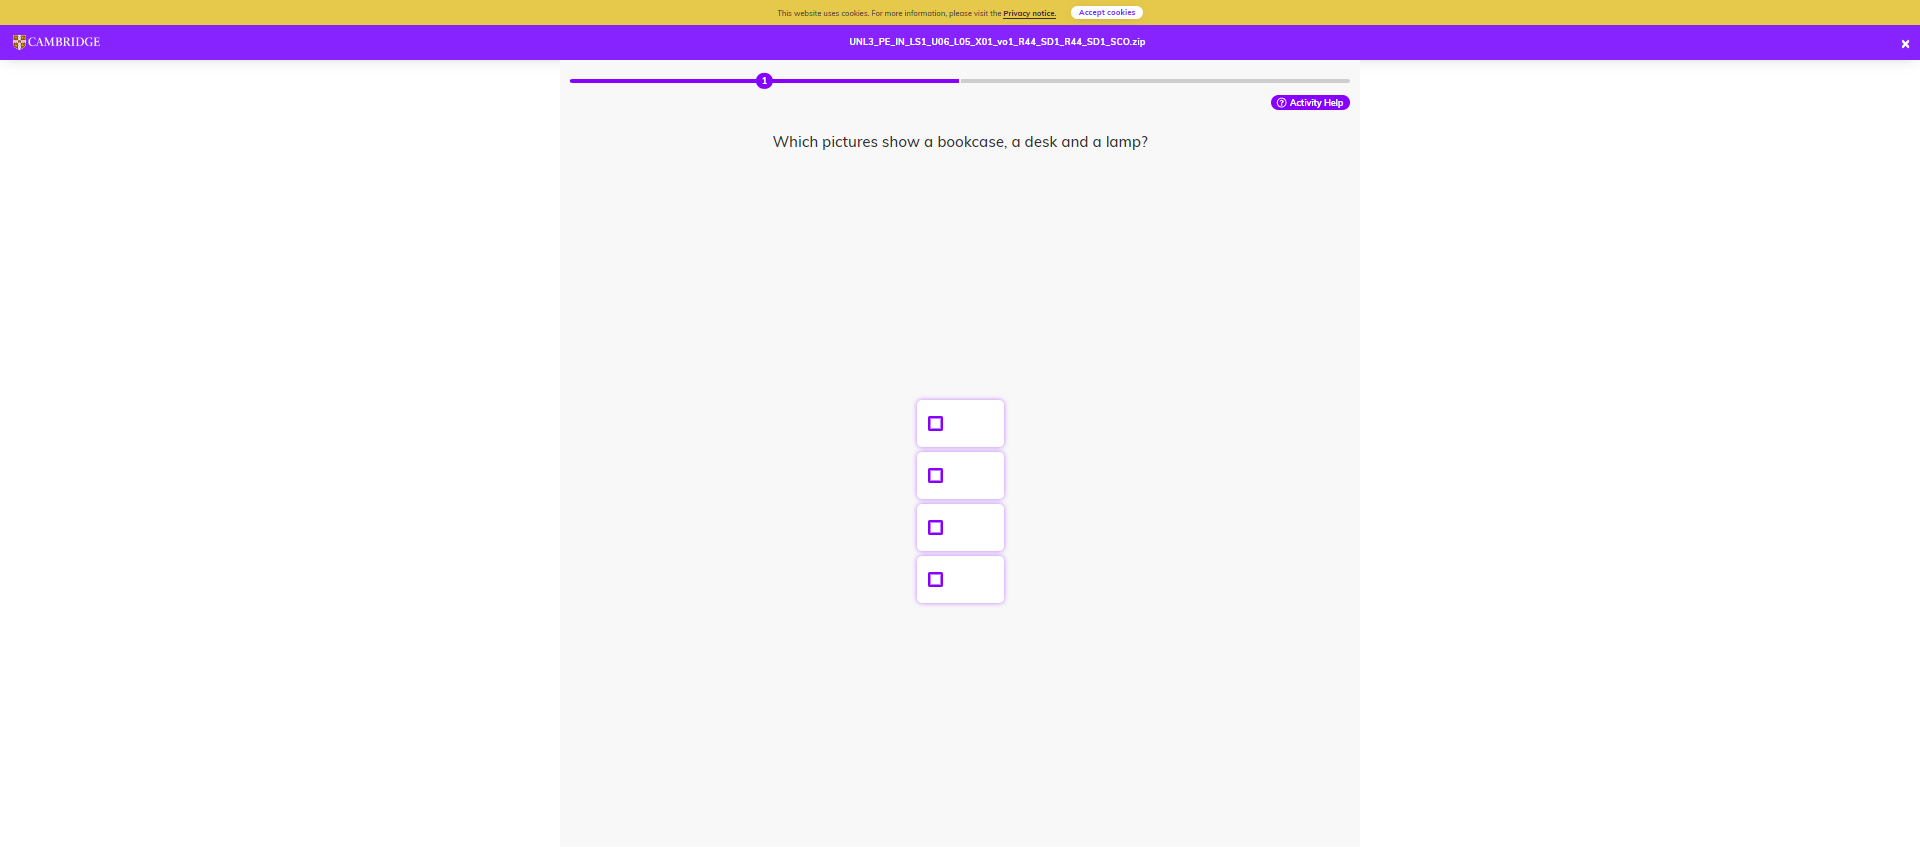 This website uses cookies. For more information, please visit the Privacy notice. Accept cookies
CAMBRIDGE
UNL3_PE_IN_LS1_U06_L05_X01_vo1_R44_SD1_R44_SD1_SCO.zip
1
Activity Help
Which pictures show a bookcase, a desk and a lamp?